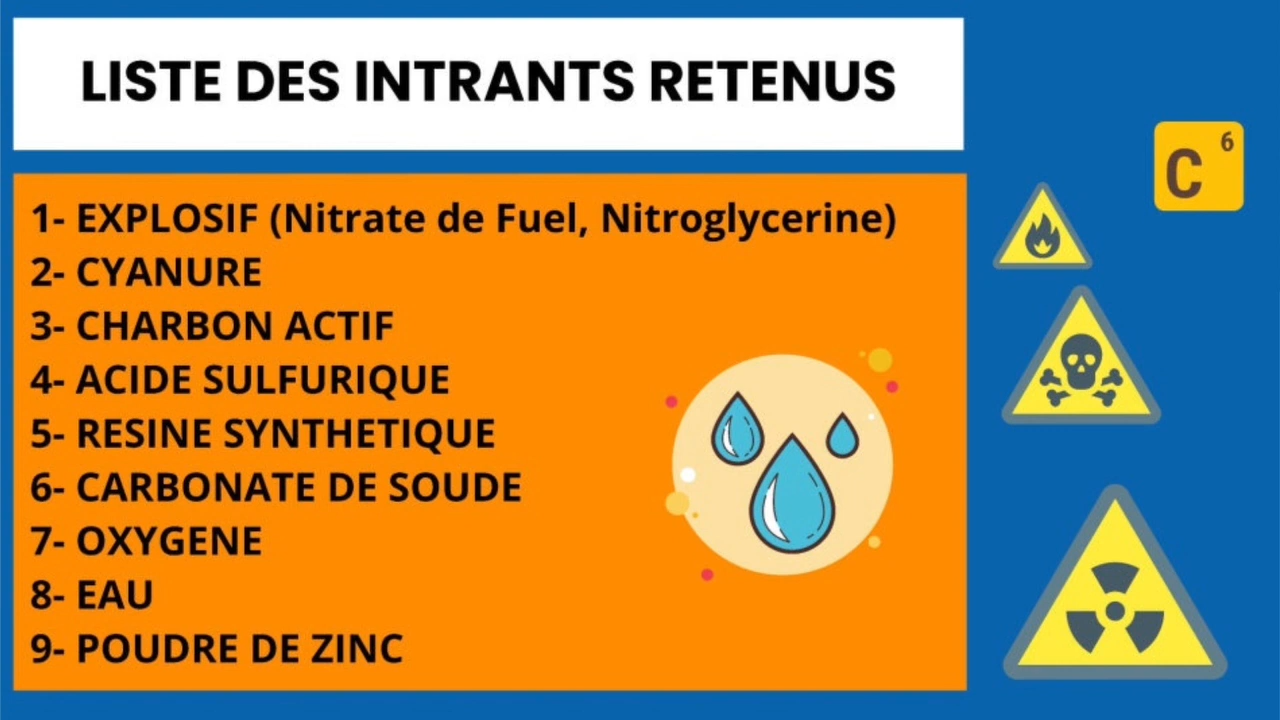 LISTE DES INTRANTS RETENUS
1- EXPLOSIF (Nitrate de Fuel, Nitroglycerine)
2- CYANURE
3- CHARBON ACTIF
4- ACIDE SULFURIQUE
5- RESINE SYNTHETIQUE
6- CARBONATE DE SOUDE
7- OXYGENE
8- EAU
9- POUDRE DE ZINC
C 6